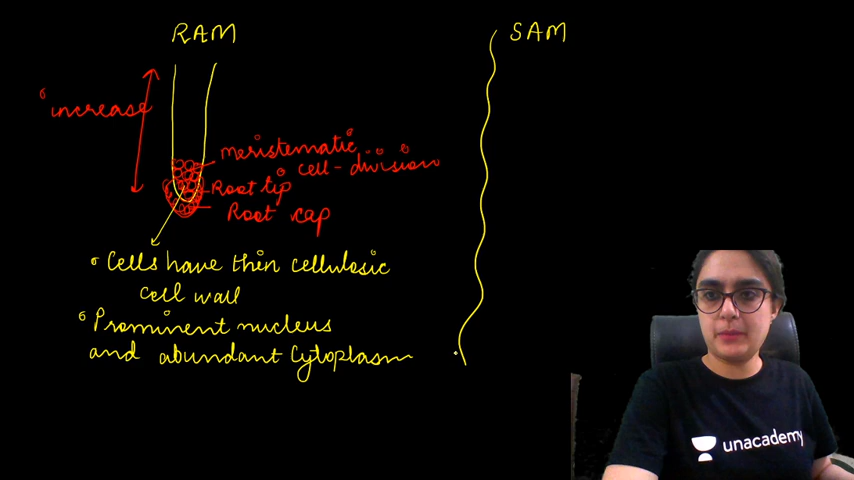 RAM
SAM
increase
meristematic
cell-division
Root tip
Root cap
Cells have thin cellulosic
cell wall
Prominent nucleus
and abundant Cytoplasm
unacademy